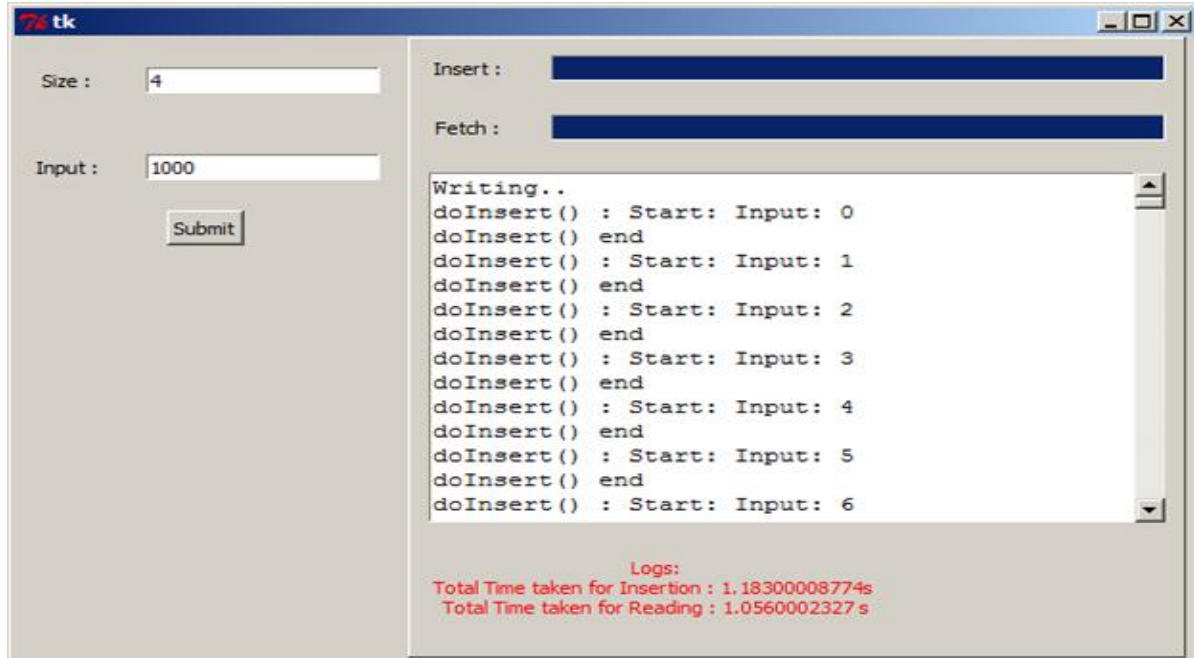 tk
Size :
4
Input :
1000
Submit
Insert :
Fetch :
Writing..
doInsert() : Start: Input: 0
doInsert() end
doInsert() : Start: Input: 1
doInsert() end
doInsert() : Start: Input: 2
doInsert() end
doInsert() : Start: Input: 3
doInsert() end
doInsert() : Start: Input: 4
doInsert() end
doInsert() : Start: Input: 5
doInsert() end
doInsert() : Start: Input: 6
Logs:
Total Time taken for Insertion : 1.18300008774s
Total Time taken for Reading : 1.0560002327 s